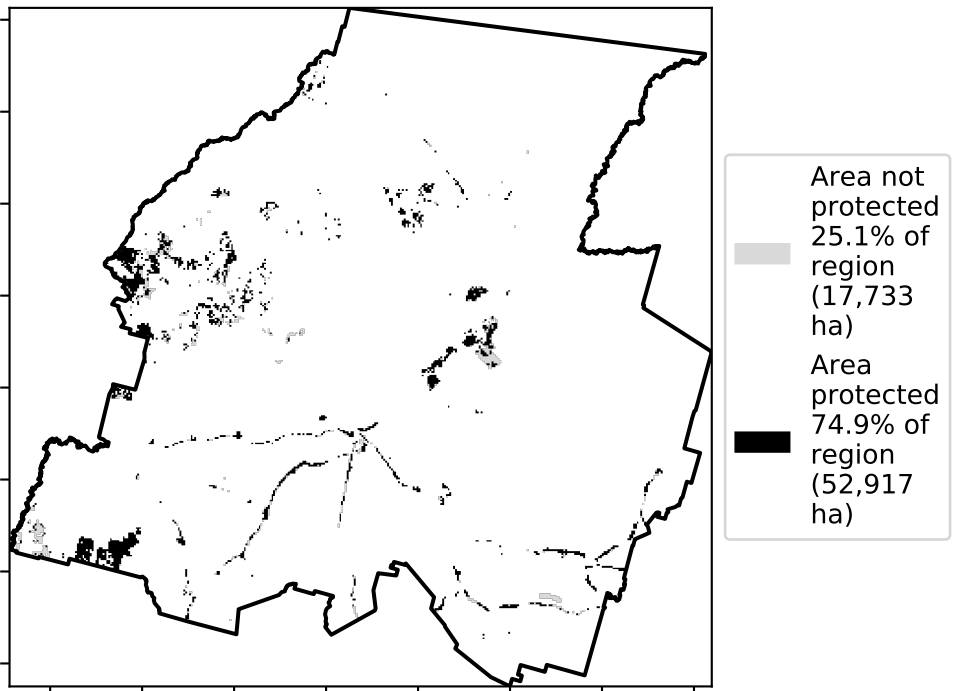 Area not
protected
25.1% of
region
(17,733
ha)
Area
protected
74.9% of
region
(52,917
ha)